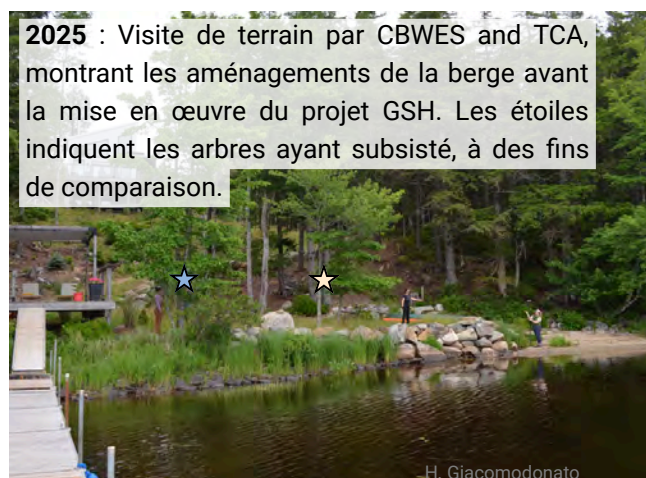 2025 : Visite de terrain par CBWES and TCA,
montrant les aménagements de la berge avant
la mise en œuvre du projet GSH. Les étoiles
indiquent les arbres ayant subsisté, à des fins
de comparaison.
H. Giacomodonato